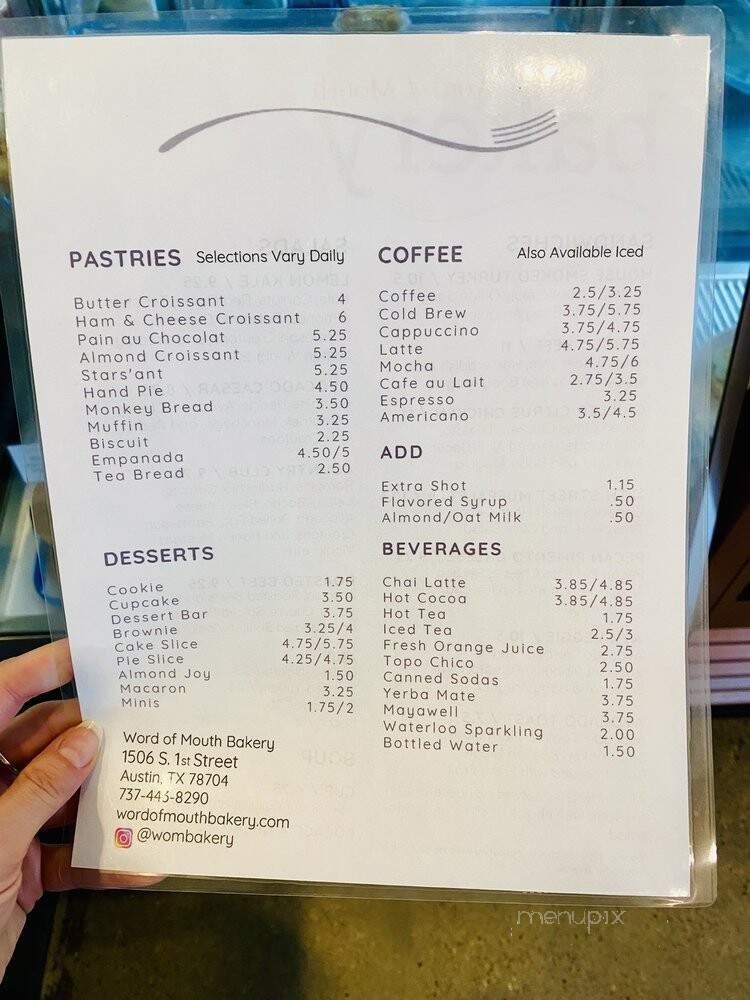 PASTRIES Selections Vary Daily
Butter Croissant 4
Ham & Cheese Croissant 6
Pain au Chocolat 5.25
Almond Croissant 5.25
Stars'ant 5.25
Hand Pie 4.50
Monkey Bread 3.50
Muffin 3.25
Biscuit 2.25
Empanada 4.50/5
Tea Bread 2.50
DESSERTS
Cookie 1.75
Cupcake 3.50
Dessert Bar 3.75
Brownie 3.25/4
Cake Slice 4.75/5.75
Pie Slice 4.25/4.75
Almond Joy 1.50
Macaron 3.25
Minis 1.75/2
Word of Mouth Bakery
1506 S. 1st Street
Austin, TX 78704
737-443-8290
wordofmouthbakery.com
@wombakery
COFFEE Also Available Iced
Coffee 2.5/3.25
Cold Brew 3.75/5.75
Cappuccino 3.75/4.75
Latte 4.75/5.75
Mocha 4.75/6
Cafe au Lait 2.75/3.5
Espresso 3.25
Americano 3.5/4.5
ADD
Extra Shot 1.15
Flavored Syrup .50
Almond/Oat Milk .50
BEVERAGES
Chai Latte 3.85/4.85
Hot Cocoa 3.85/4.85
Hot Tea 1.75
Iced Tea 2.5/3
Fresh Orange Juice 2.75
Topo Chico 2.50
Canned Sodas 1.75
Yerba Mate 3.75
Mayawell 3.75
Waterloo Sparkling 2.00
Bottled Water 1.50
menupix